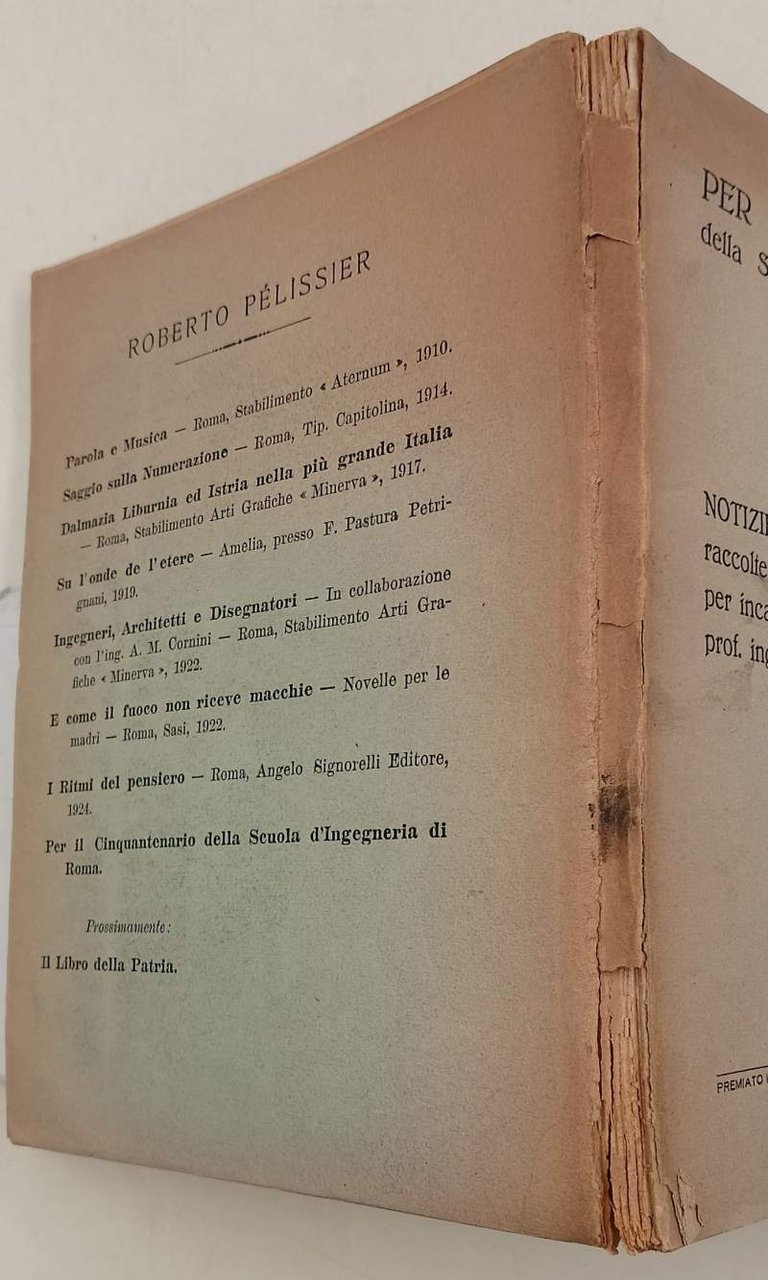 ROBERTO PÉLISSIER
Parola e Musica — Roma, Stabilimento « Aternum », 1910.
Saggio sulla Numerazione — Roma, Tip. Capitolina, 1914.
Dalmazia Liburnia ed Istria nella più grande Italia
— Roma, Stabilimento Arti Grafiche « Minerva », 1917.
Su l'onde de l'etere — Amelia, presso F. Pastura Petri-
gnani, 1919.
Ingegneri, Architetti e Disegnatori — In collaborazione
con l'ing. A. M. Cornini — Roma, Stabilimento Arti Gra-
fiche « Minerva », 1922.
E come il fuoco non riceve macchie — Novelle per le
madri — Roma, Sasi, 1922.
I Ritmi del pensiero — Roma, Angelo Signorelli Editore,
1924.
Per il Cinquantenario della Scuola d'Ingegneria di
Roma.
Prossimamente:
Il Libro della Patria.
PER
della S
NOTIZIE
raccolte
per inca
prof. ing
PREMIATO